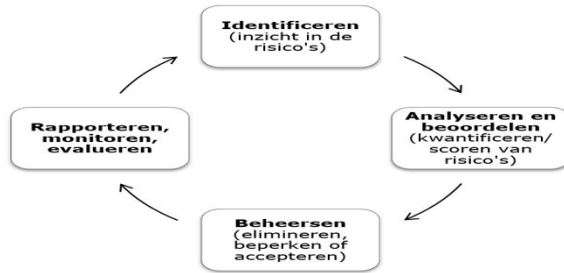 Identificeren
(inzicht in de
risico's)
Analyseren en
beoordelen
(kwantificeren/
scoren van
risico's)
Beheersen
(elimineren,
beperken of
accepteren)
Rapporteren,
monitoren,
evalueren